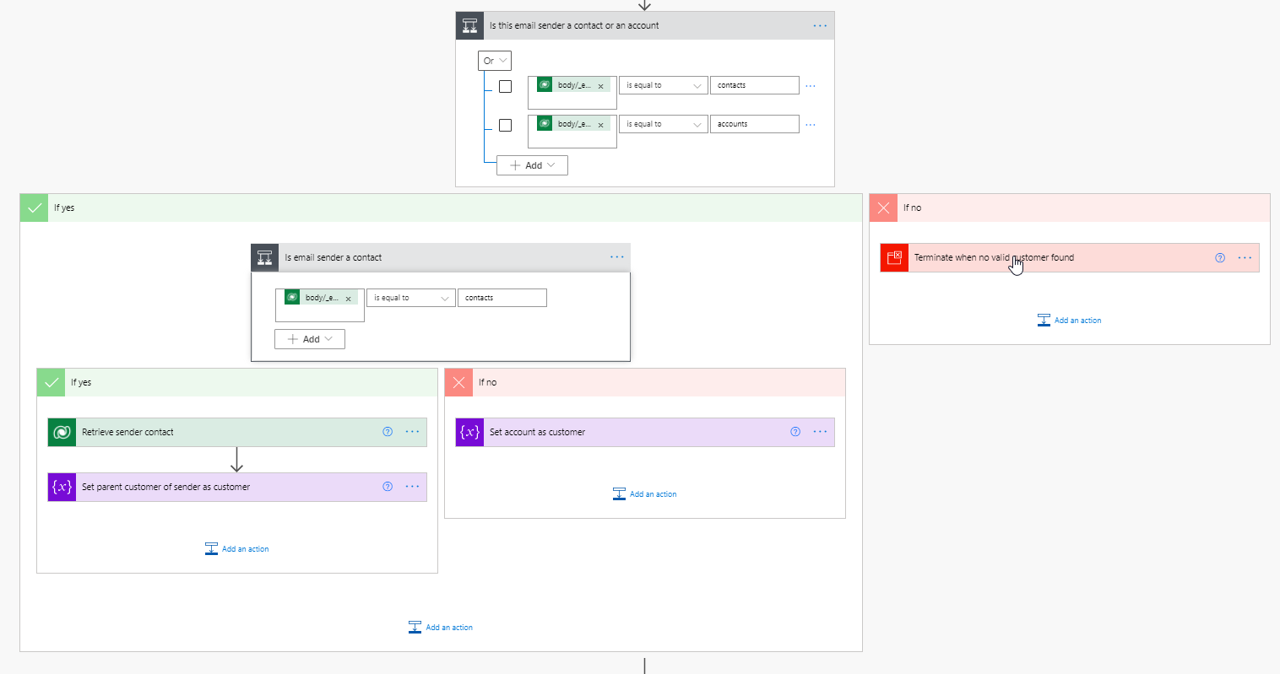 Is this email sender a contact or an account
Or
body/_e... x is equal to contacts
body/_e... x is equal to accounts
Add
If yes
If no
Is email sender a contact
Terminate when no valid customer found
body/_e... x is equal to contacts
Add an action
Add
If yes
If no
Retrieve sender contact
Set account as customer
{x}
Set parent customer of sender as customer
{x}
Add an action
Add an action
Add an action